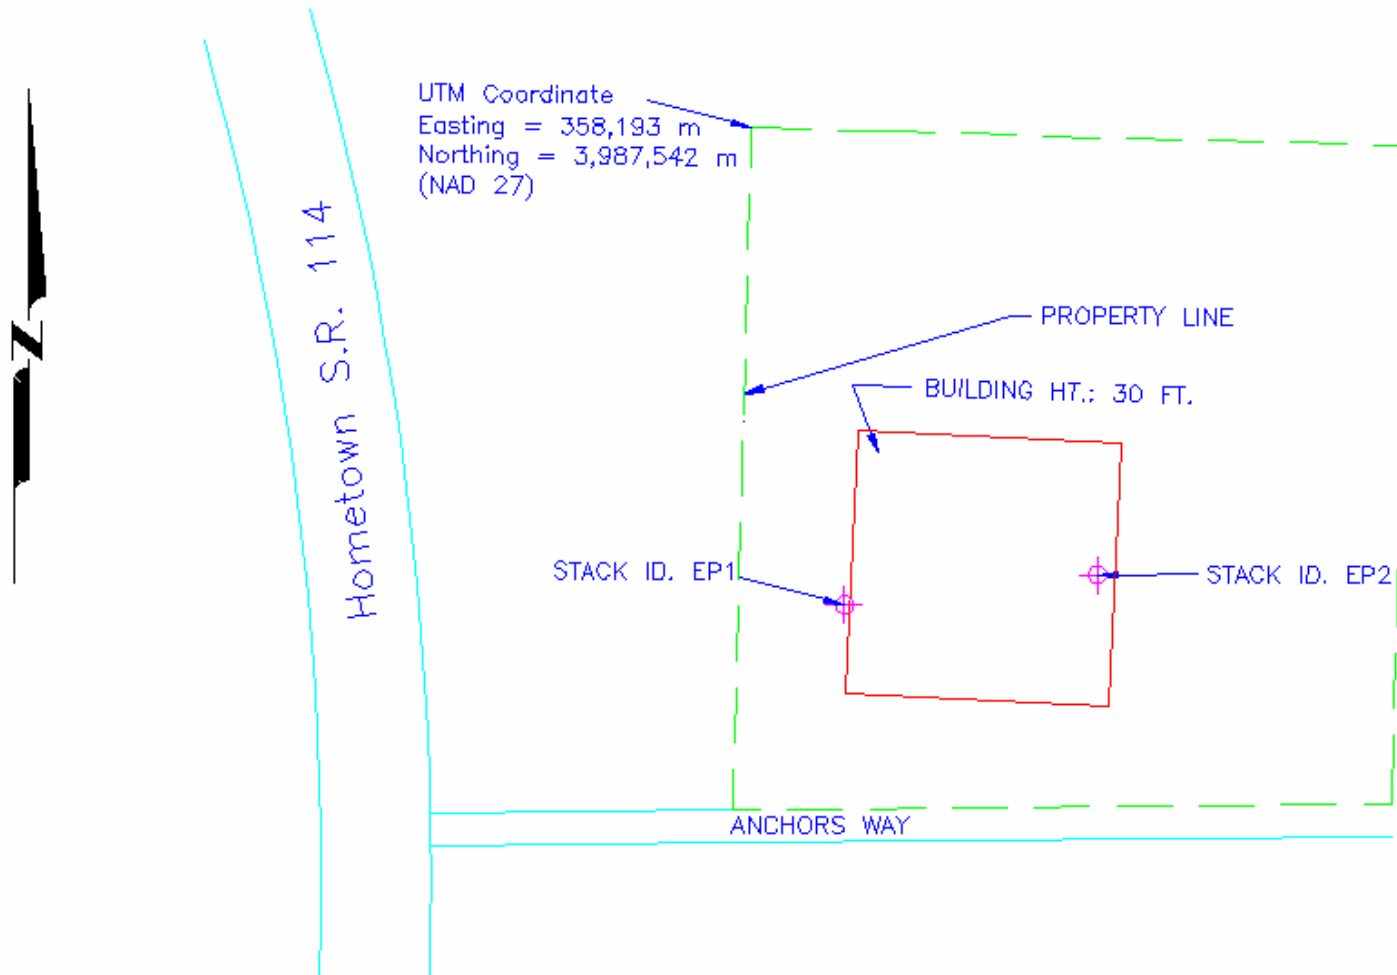 UTM Coordinate
Easting = 358,193 m
Northing = 3,987,542 m
(NAD 27)
Hometown S.R. 114
N
PROPERTY LINE
BUILDING HT.: 30 FT.
STACK ID. EP1
STACK ID. EP2
ANCHORS WAY